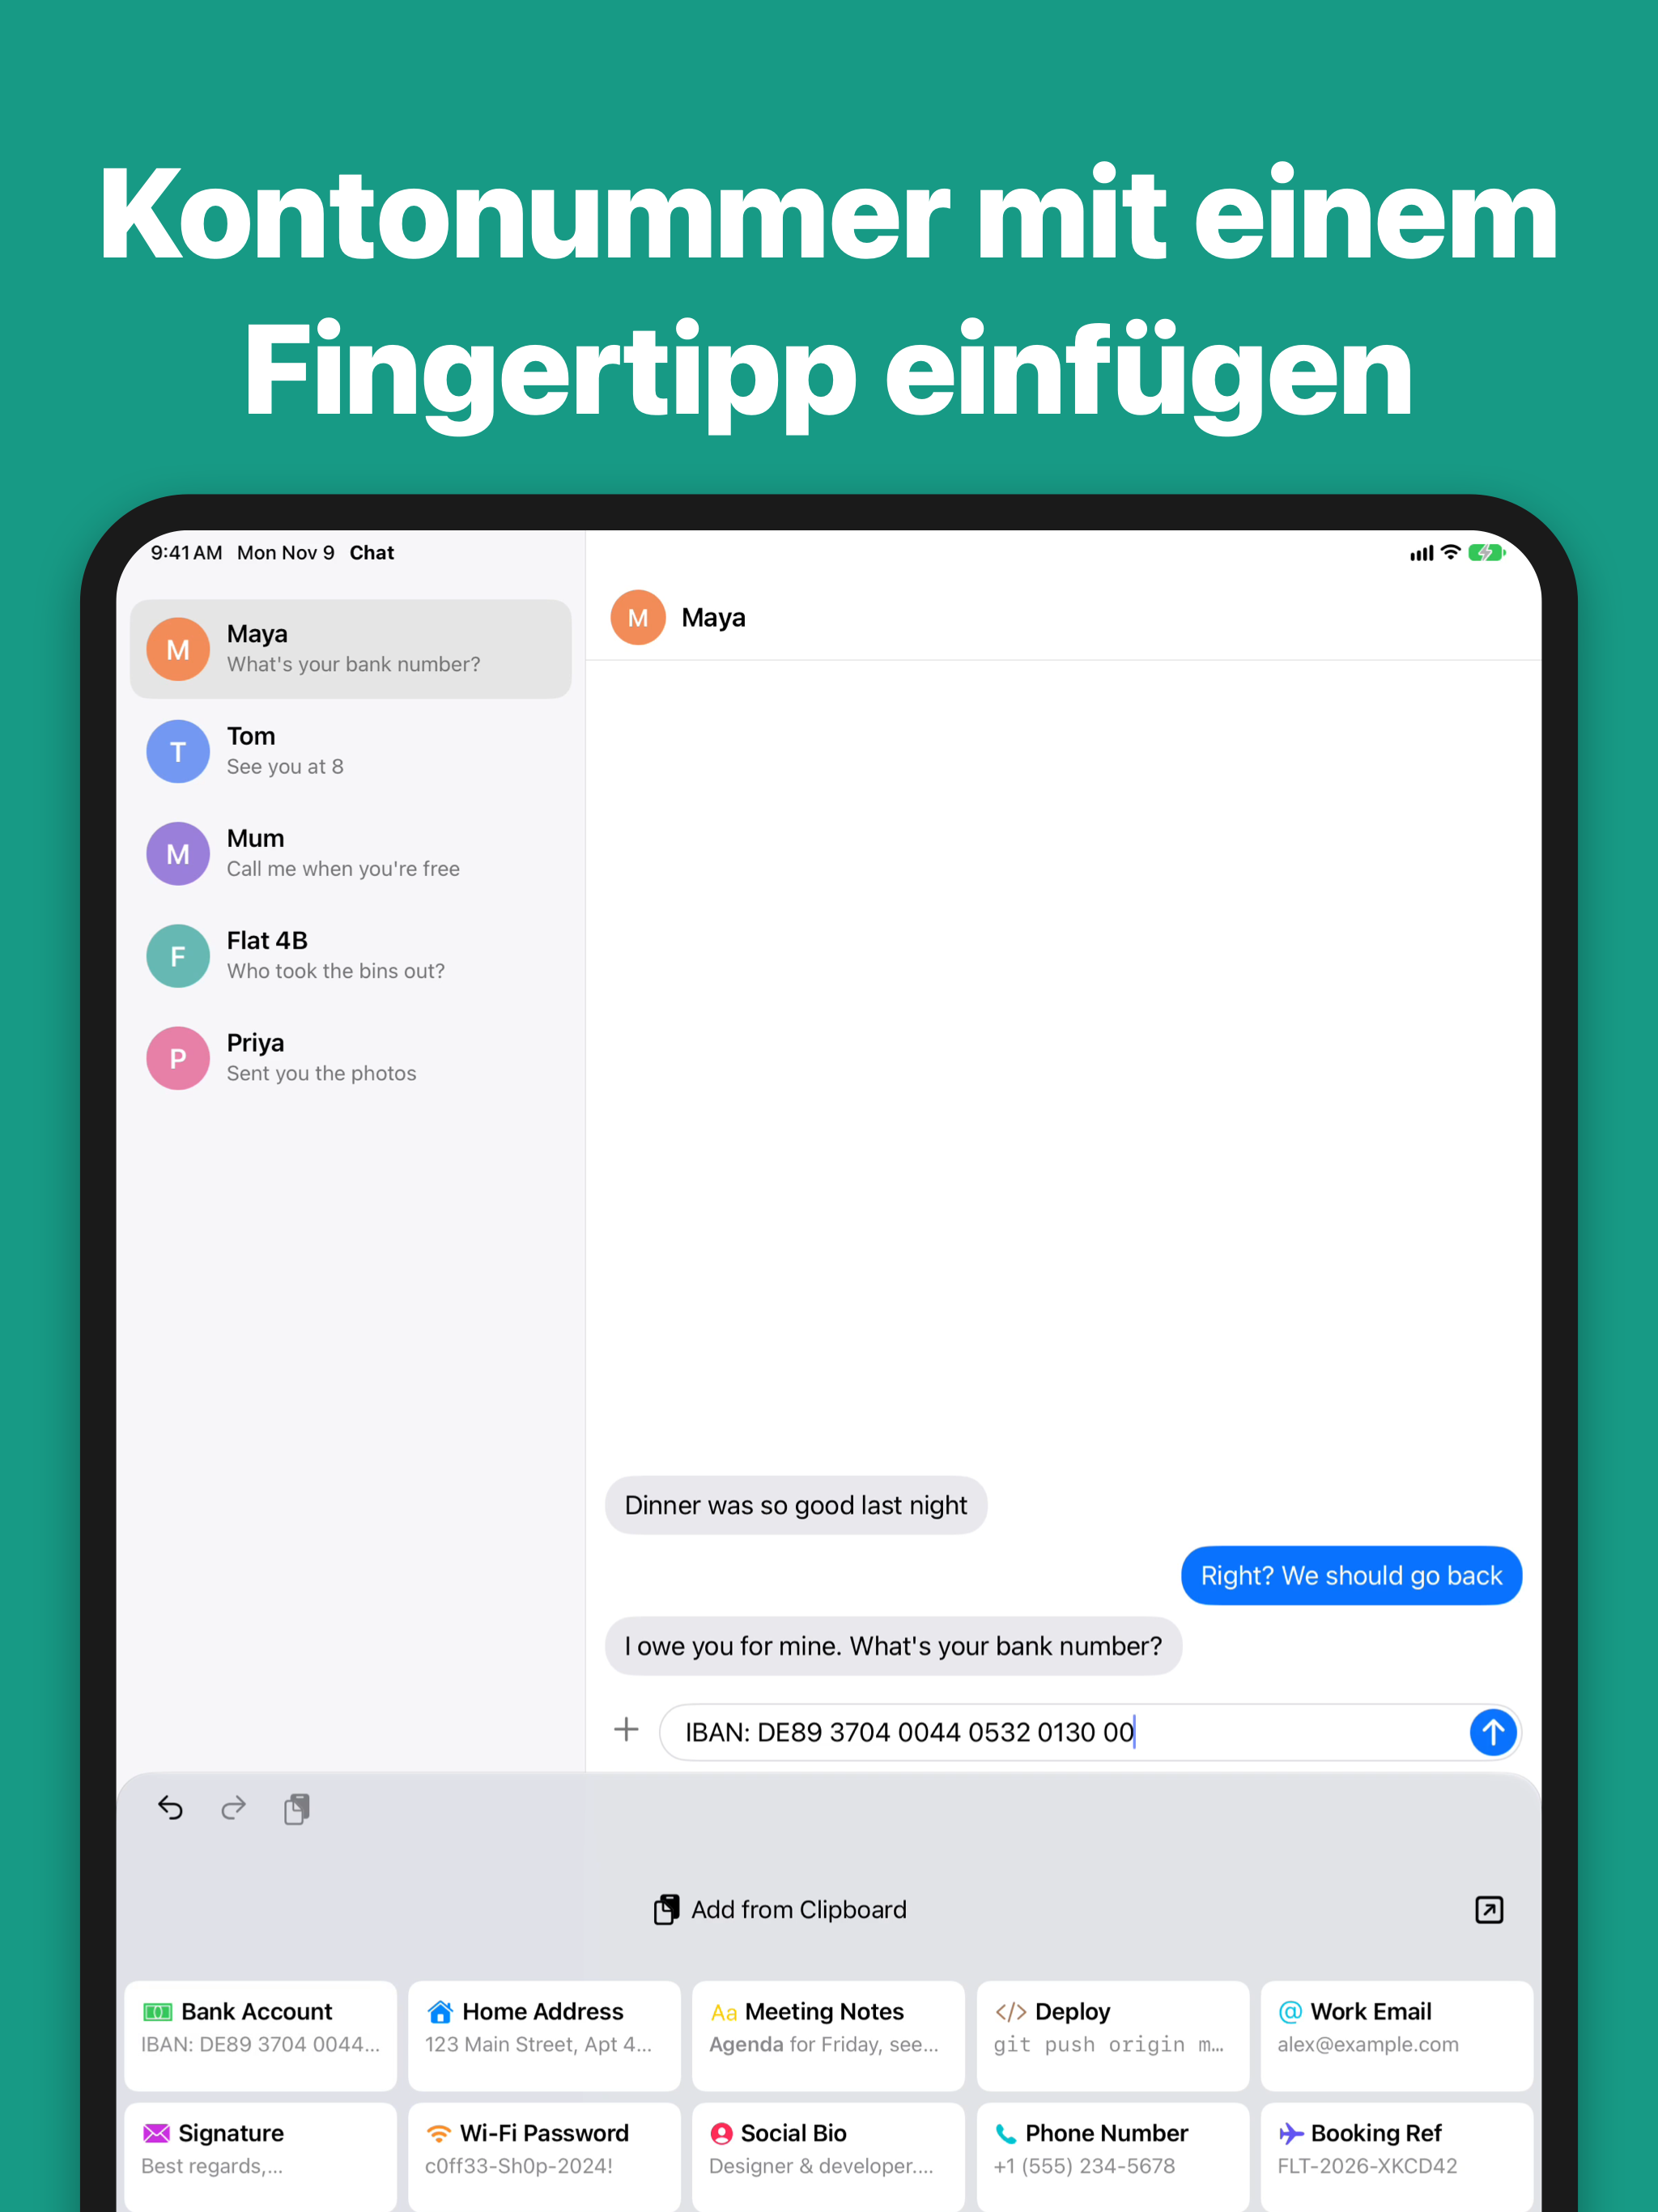 Kontonummer mit einem
Fingertipp einfügen
9:41 AM Mon Nov 9 Chat
M
Maya
What's your bank number?
T
Tom
See you at 8
M
Mum
Call me when you're free
F
Flat 4B
Who took the bins out?
P
Priya
Sent you the photos
M Maya
Dinner was so good last night
Right? We should go back
I owe you for mine. What's your bank number?
IBAN: DE89 3704 0044 0532 0130 00
Add from Clipboard
Bank Account
IBAN: DE89 3704 0044...
Home Address
123 Main Street, Apt 4...
Aa Meeting Notes
Agenda for Friday, see...
</> Deploy
git push origin m...
@ Work Email
alex@example.com
Signature
Best regards,...
Wi-Fi Password
c0ff33-Sh0p-2024!
Social Bio
Designer & developer....
Phone Number
+1 (555) 234-5678
Booking Ref
FLT-2026-XKCD42